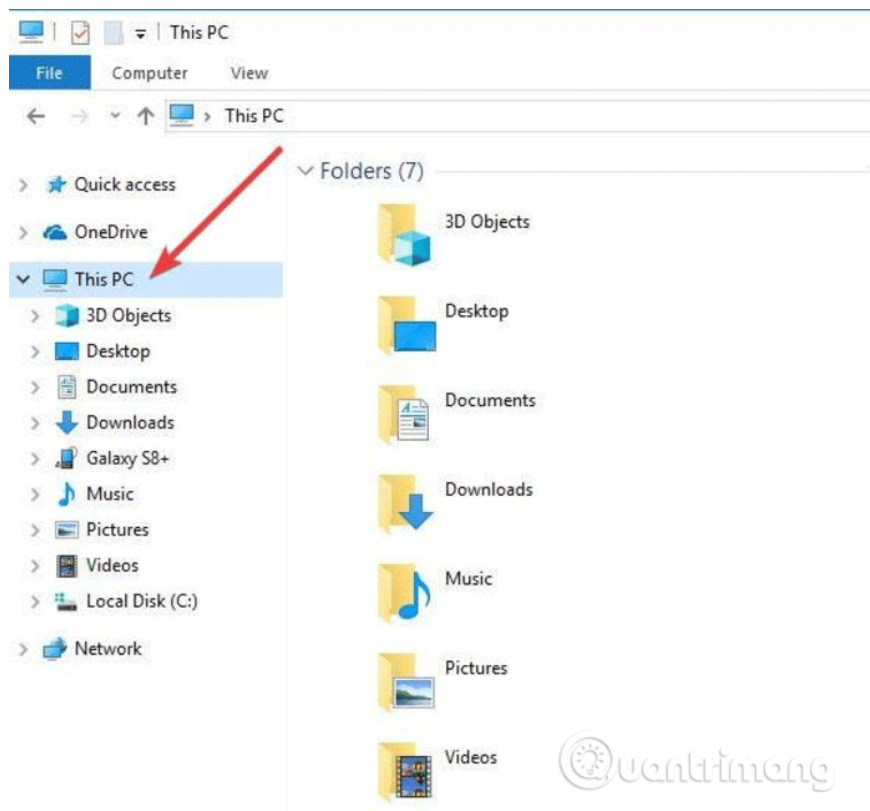 This PC
File Computer View
This PC
Quick access
OneDrive
This PC
3D Objects
Desktop
Documents
Downloads
Galaxy S8+
Music
Pictures
Videos
Local Disk (C:)
Network
Folders (7)
3D Objects
Desktop
Documents
Downloads
Music
Pictures
Videos
Quantrimang